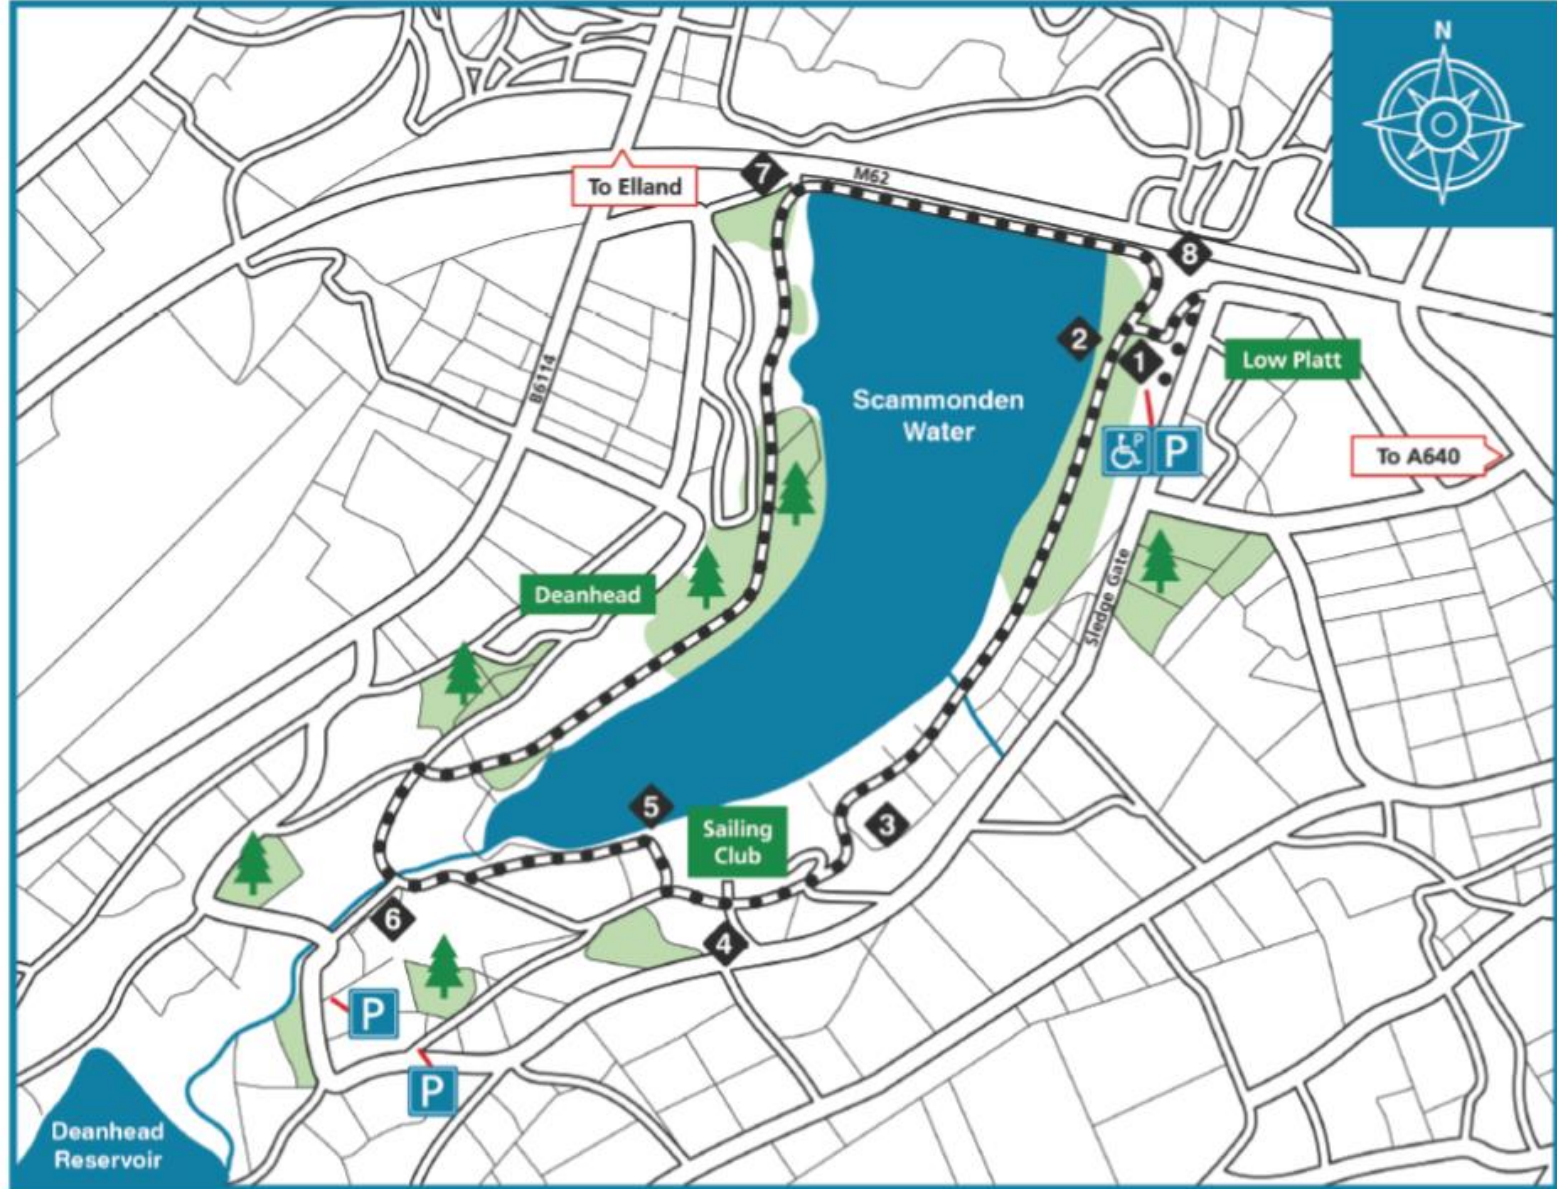 N
7
M62
To Elland
8
2
1
Low Platt
B6114
Scammonden
Water
P
P
To A640
Deanhead
Sledge Gate
5
Sailing
Club
3
6
4
P
P
Deanhead
Reservoir